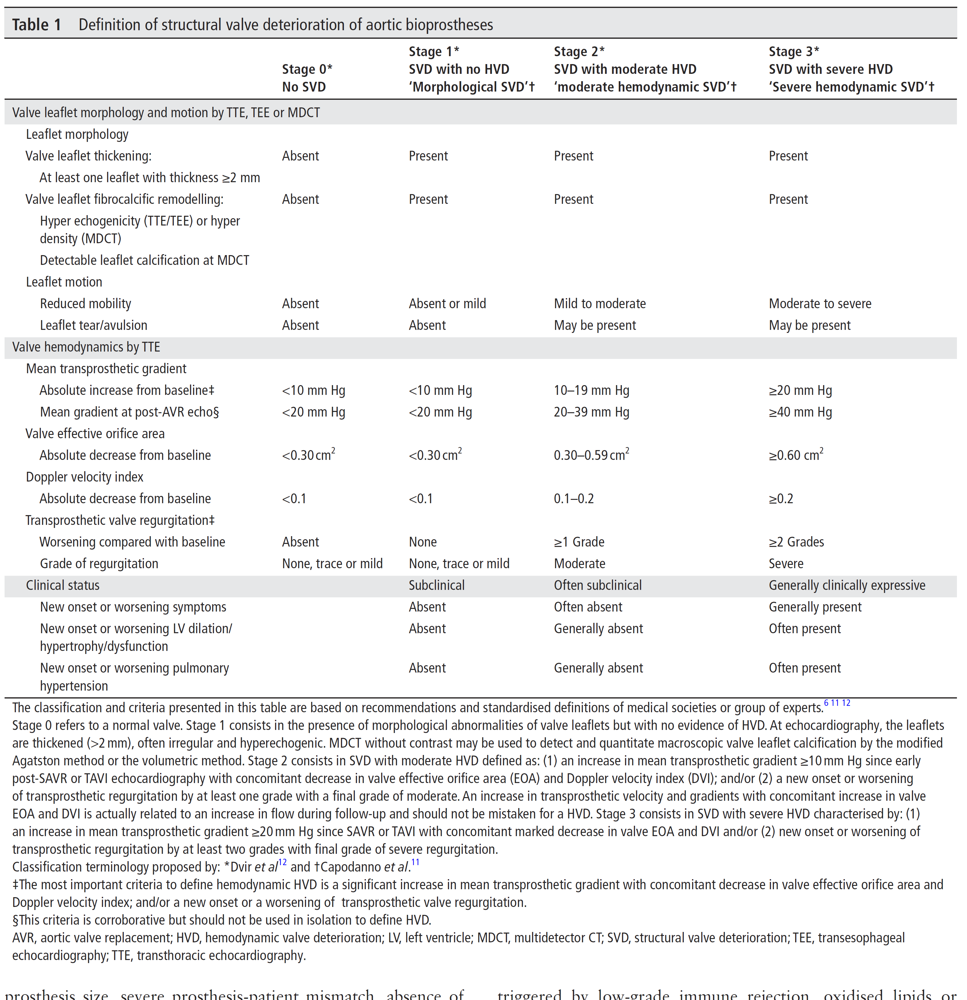 Table 1 Definition of structural valve deterioration of aortic bioprostheses
Stage 0*
No SVD
Stage 1*
SVD with no HVD
‘Morphological SVD’†
Stage 2*
SVD with moderate HVD
‘moderate hemodynamic SVD’†
Stage 3*
SVD with severe HVD
‘Severe hemodynamic SVD’†
Valve leaflet morphology and motion by TTE, TEE or MDCT
Leaflet morphology
Valve leaflet thickening: Absent Present Present Present
At least one leaflet with thickness ≥2 mm
Valve leaflet fibrocalcific remodelling: Absent Present Present Present
Hyper echogenicity (TTE/TEE) or hyper
density (MDCT)
Detectable leaflet calcification at MDCT
Leaflet motion
Reduced mobility Absent Absent or mild Mild to moderate Moderate to severe
Leaflet tear/avulsion Absent Absent May be present May be present
Valve hemodynamics by TTE
Mean transprosthetic gradient
Absolute increase from baseline‡ <10 mm Hg <10 mm Hg 10–19 mm Hg ≥20 mm Hg
Mean gradient at post-AVR echo§ <20 mm Hg <20 mm Hg 20–39 mm Hg ≥40 mm Hg
Valve effective orifice area
Absolute decrease from baseline <0.30 cm² <0.30 cm² 0.30–0.59 cm² ≥0.60 cm²
Doppler velocity index
Absolute decrease from baseline <0.1 <0.1 0.1–0.2 ≥0.2
Transprosthetic valve regurgitation‡
Worsening compared with baseline Absent None ≥1 Grade ≥2 Grades
Grade of regurgitation None, trace or mild None, trace or mild Moderate Severe
Clinical status Subclinical Often subclinical Generally clinically expressive
New onset or worsening symptoms Absent Often absent Generally present
New onset or worsening LV dilation/ Absent Generally absent Often present
hypertrophy/dysfunction
New onset or worsening pulmonary Absent Generally absent Often present
hypertension
The classification and criteria presented in this table are based on recommendations and standardised definitions of medical societies or group of experts.6 11 12
Stage 0 refers to a normal valve. Stage 1 consists in the presence of morphological abnormalities of valve leaflets but with no evidence of HVD. At echocardiography, the leaflets
are thickened (>2 mm), often irregular and hyperechogenic. MDCT without contrast may be used to detect and quantitate macroscopic valve leaflet calcification by the modified
Agatston method or the volumetric method. Stage 2 consists in SVD with moderate HVD defined as: (1) an increase in mean transprosthetic gradient ≥10 mm Hg since early
post-SAVR or TAVI echocardiography with concomitant decrease in valve effective orifice area (EOA) and Doppler velocity index (DVI); and/or (2) a new onset or worsening
of transprosthetic regurgitation by at least one grade with a final grade of moderate. An increase in transprosthetic velocity and gradients with concomitant increase in valve
EOA and DVI is actually related to an increase in flow during follow-up and should not be mistaken for a HVD. Stage 3 consists in SVD with severe HVD characterised by: (1)
an increase in mean transprosthetic gradient ≥20 mm Hg since SAVR or TAVI with concomitant marked decrease in valve EOA and DVI and/or (2) new onset or worsening of
transprosthetic regurgitation by at least two grades with final grade of severe regurgitation.
Classification terminology proposed by: *Dvir et al12 and †Capodanno et al.11
‡The most important criteria to define hemodynamic HVD is a significant increase in mean transprosthetic gradient with concomitant decrease in valve effective orifice area and
Doppler velocity index; and/or a new onset or a worsening of transprosthetic valve regurgitation.
§This criteria is corroborative but should not be used in isolation to define HVD.
AVR, aortic valve replacement; HVD, hemodynamic valve deterioration; LV, left ventricle; MDCT, multidetector CT; SVD, structural valve deterioration; TEE, transesophageal
echocardiography; TTE, transthoracic echocardiography.
prosthesis size, severe prosthesis-patient mismatch, absence of
triggered by low-grade immune rejection, oxidised lipids or